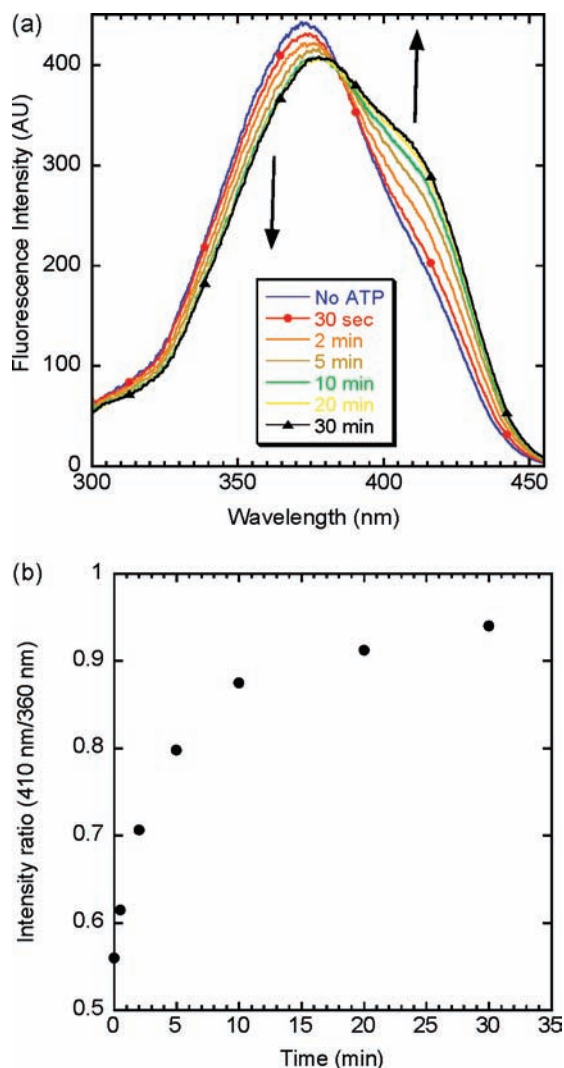 (a)
Fluorescence Intensity (AU)
400
300
200
100
0
No ATP
30 sec
2 min
5 min
10 min
20 min
30 min
300 350 400 450
Wavelength (nm)
(b)
Intensity ratio (410 nm/360 nm)
1
0.9
0.8
0.7
0.6
0.5
0 5 10 15 20 25 30 35
Time (min)